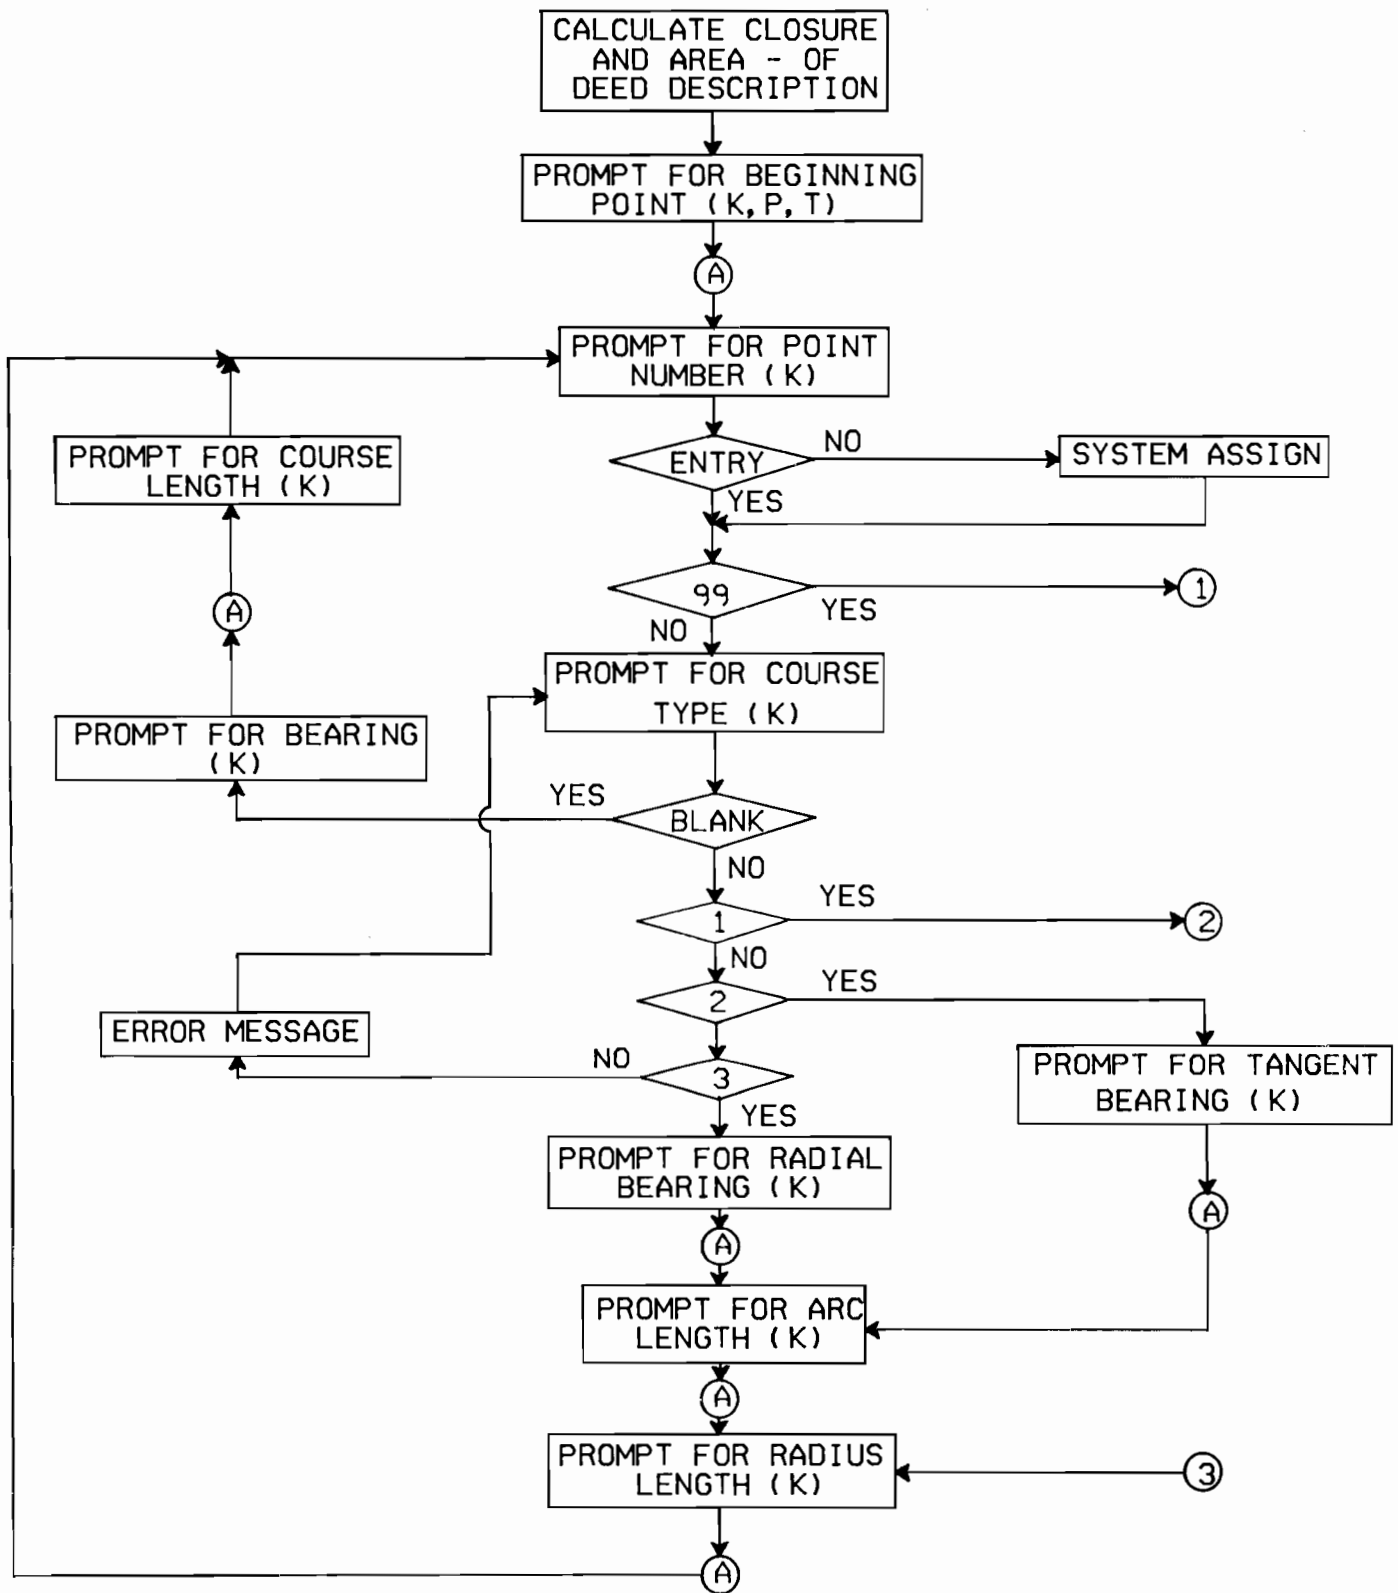 CALCULATE CLOSURE
AND AREA - OF
DEED DESCRIPTION
PROMPT FOR BEGINNING
POINT (K,P,T)
A
PROMPT FOR POINT
NUMBER (K)
PROMPT FOR COURSE
LENGTH (K)
ENTRY
NO
SYSTEM ASSIGN
YES
A
99
YES
1
NO
PROMPT FOR COURSE
TYPE (K)
PROMPT FOR BEARING
(K)
YES
BLANK
NO
1
YES
2
NO
2
YES
ERROR MESSAGE
NO
3
YES
PROMPT FOR TANGENT
BEARING (K)
PROMPT FOR RADIAL
BEARING (K)
A
A
PROMPT FOR ARC
LENGTH (K)
A
PROMPT FOR RADIUS
LENGTH (K)
3
A